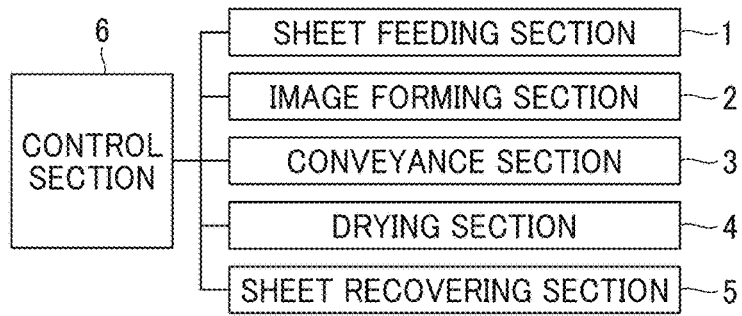 6
CONTROL
SECTION
SHEET FEEDING SECTION 1
IMAGE FORMING SECTION 2
CONVEYANCE SECTION 3
DRYING SECTION 4
SHEET RECOVERING SECTION 5